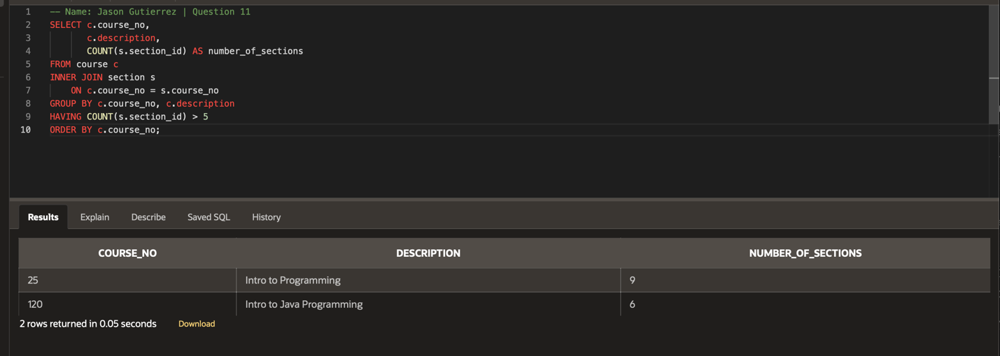 1 -- Name: Jason Gutierrez | Question 11
2 SELECT c.course_no,
3 c.description,
4 COUNT(s.section_id) AS number_of_sections
5 FROM course c
6 INNER JOIN section s
7 ON c.course_no = s.course_no
8 GROUP BY c.course_no, c.description
9 HAVING COUNT(s.section_id) > 5
10 ORDER BY c.course_no;
Results Explain Describe Saved SQL History
COURSE_NO DESCRIPTION NUMBER_OF_SECTIONS
25 Intro to Programming 9
120 Intro to Java Programming 6
2 rows returned in 0.05 seconds Download